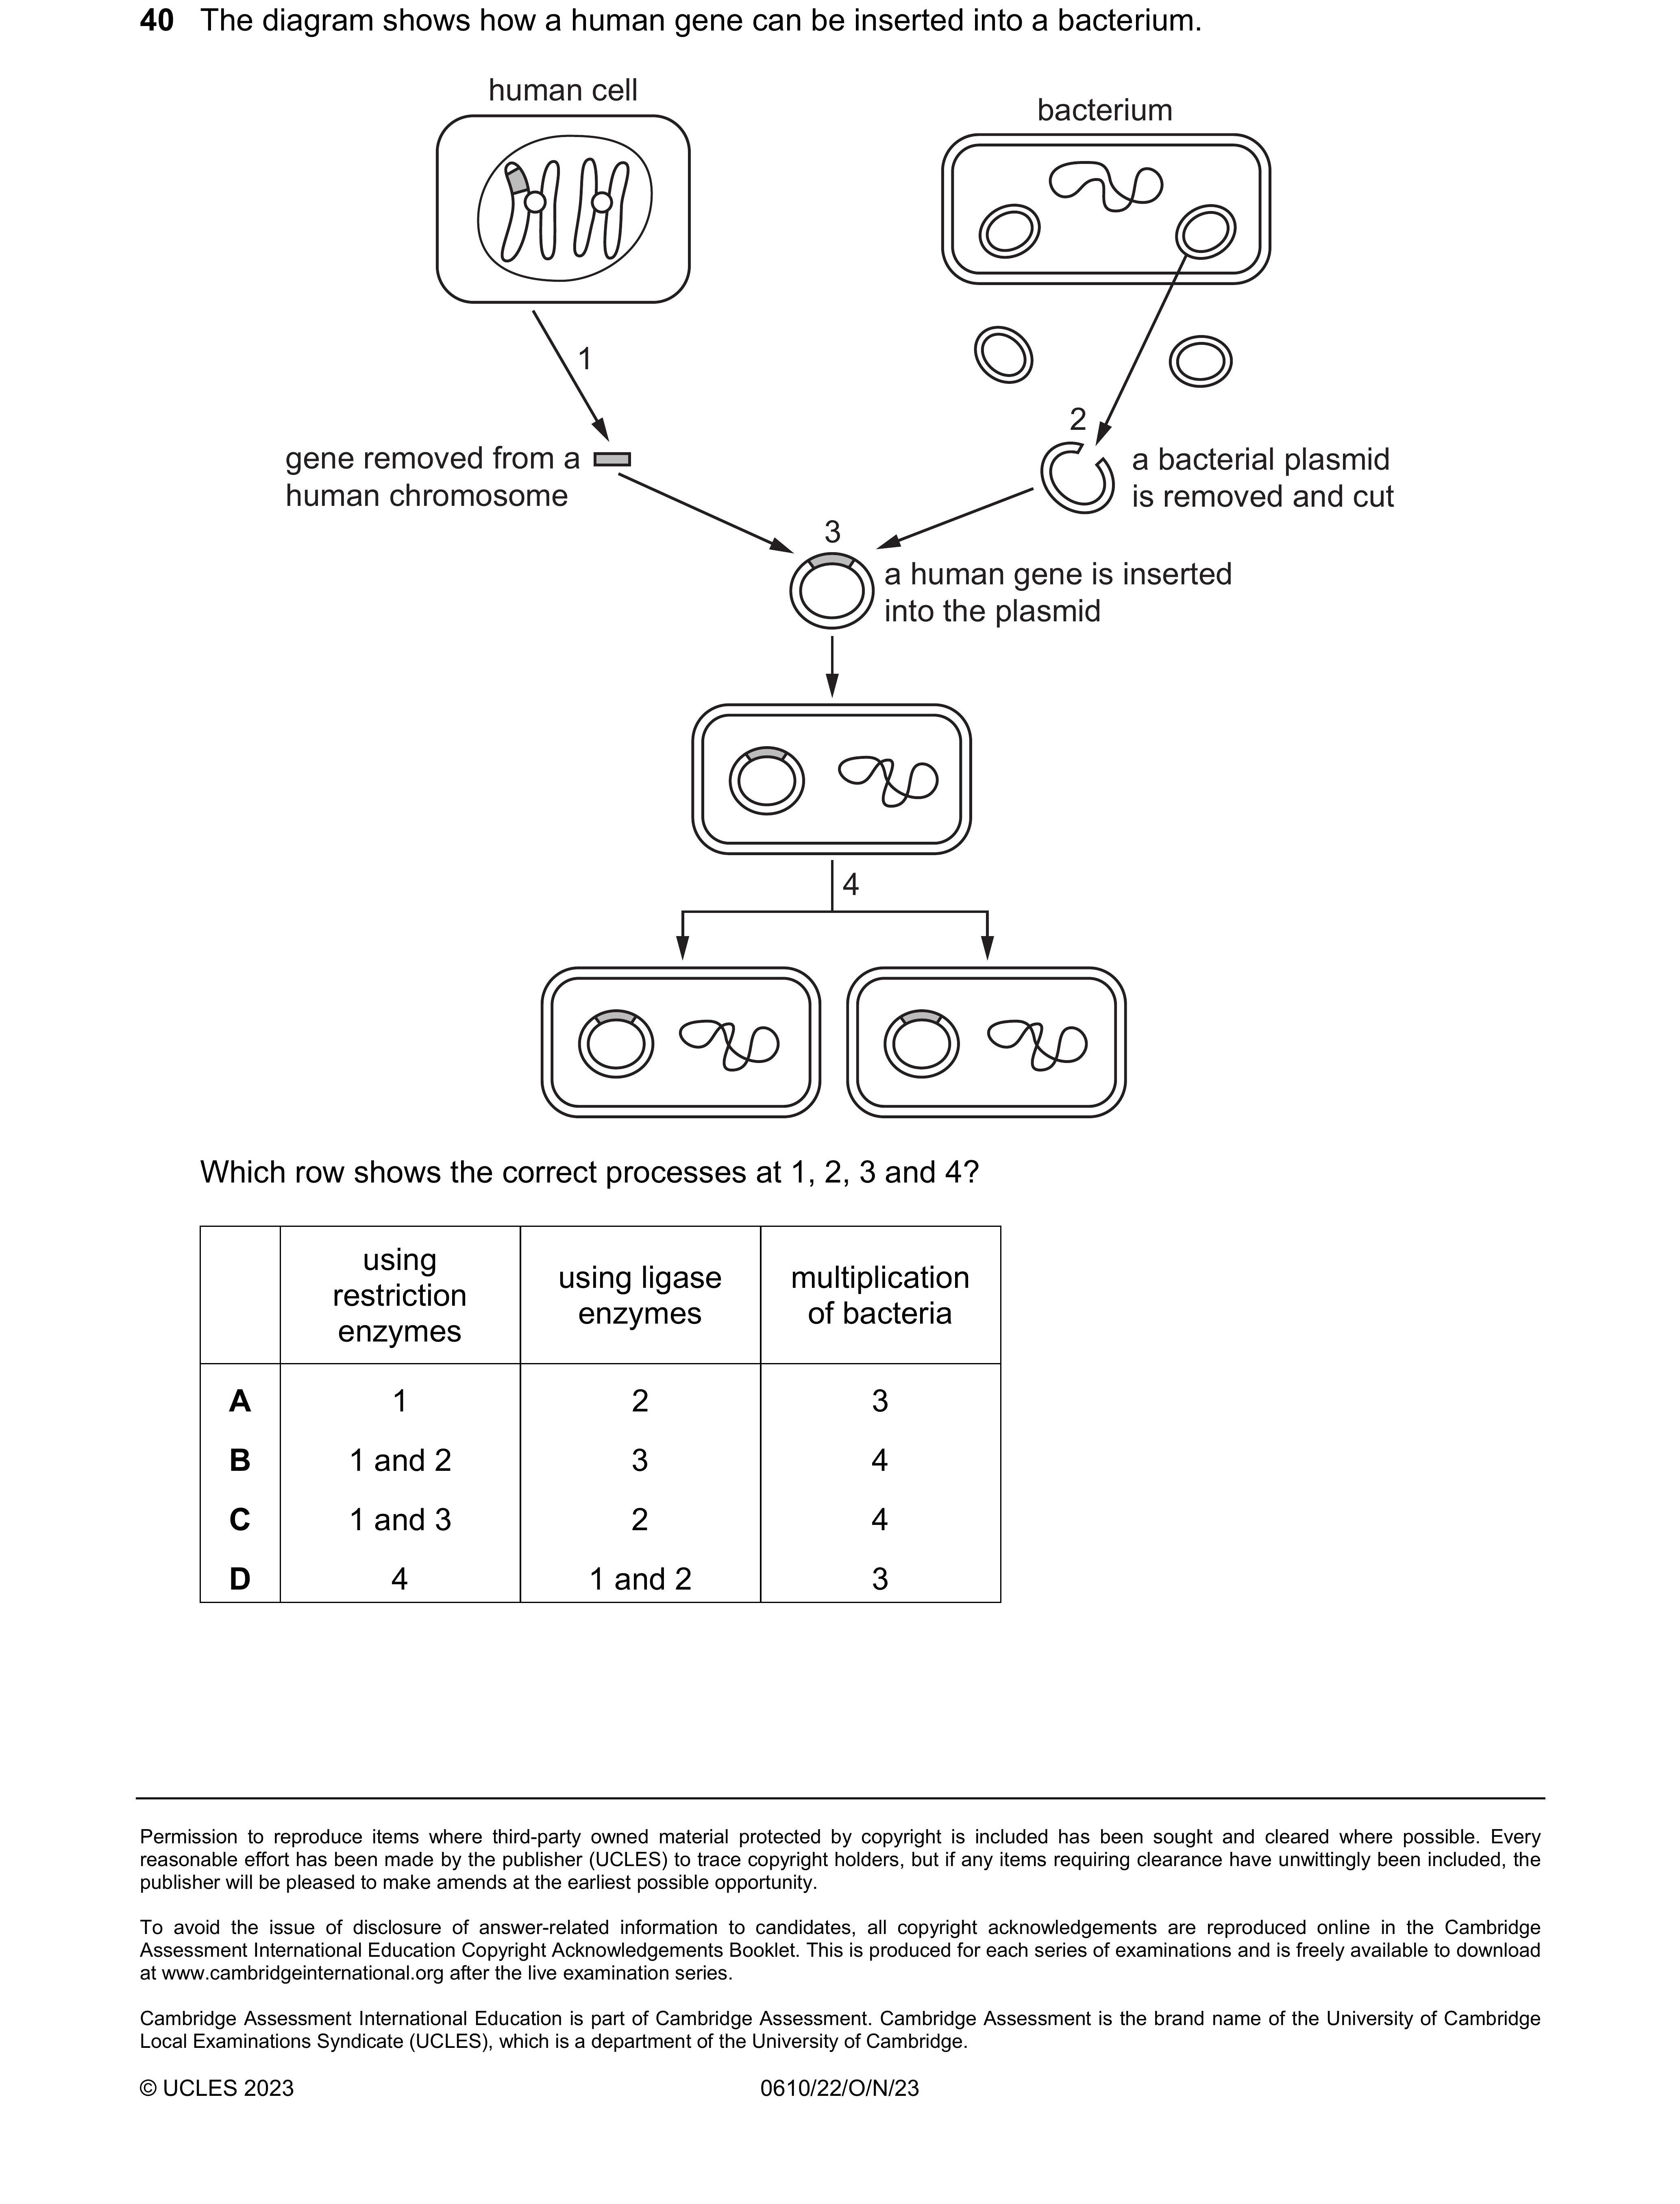 40 The diagram shows how a human gene can be inserted into a bacterium.
human cell
bacterium
1
2
gene removed from a
human chromosome
a bacterial plasmid
is removed and cut
3
a human gene is inserted
into the plasmid
4
Which row shows the correct processes at 1, 2, 3 and 4?
using
restriction
enzymes
using ligase
enzymes
multiplication
of bacteria
A 1 2 3
B 1 and 2 3 4
C 1 and 3 2 4
D 4 1 and 2 3
Permission to reproduce items where third-party owned material protected by copyright is included has been sought and cleared where possible. Every
reasonable effort has been made by the publisher (UCLES) to trace copyright holders, but if any items requiring clearance have unwittingly been included, the
publisher will be pleased to make amends at the earliest possible opportunity.
To avoid the issue of disclosure of answer-related information to candidates, all copyright acknowledgements are reproduced online in the Cambridge
Assessment International Education Copyright Acknowledgements Booklet. This is produced for each series of examinations and is freely available to download
at www.cambridgeinternational.org after the live examination series.
Cambridge Assessment International Education is part of Cambridge Assessment. Cambridge Assessment is the brand name of the University of Cambridge
Local Examinations Syndicate (UCLES), which is a department of the University of Cambridge.
© UCLES 2023 0610/22/O/N/23